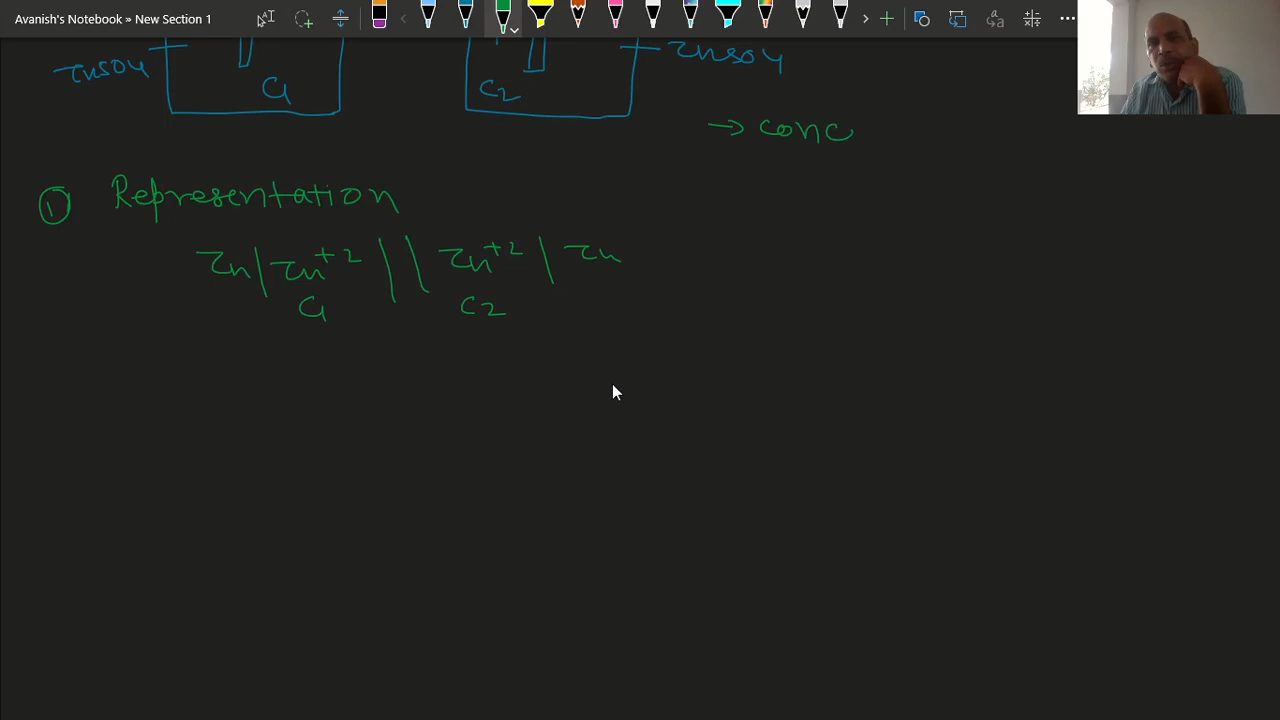 Avanish's Notebook » New Section 1
ZnSO4
C1
C2
ZnSO4
→ conc
① Representation
Zn | Zn+2 || Zn+2 | Zn
C1 C2